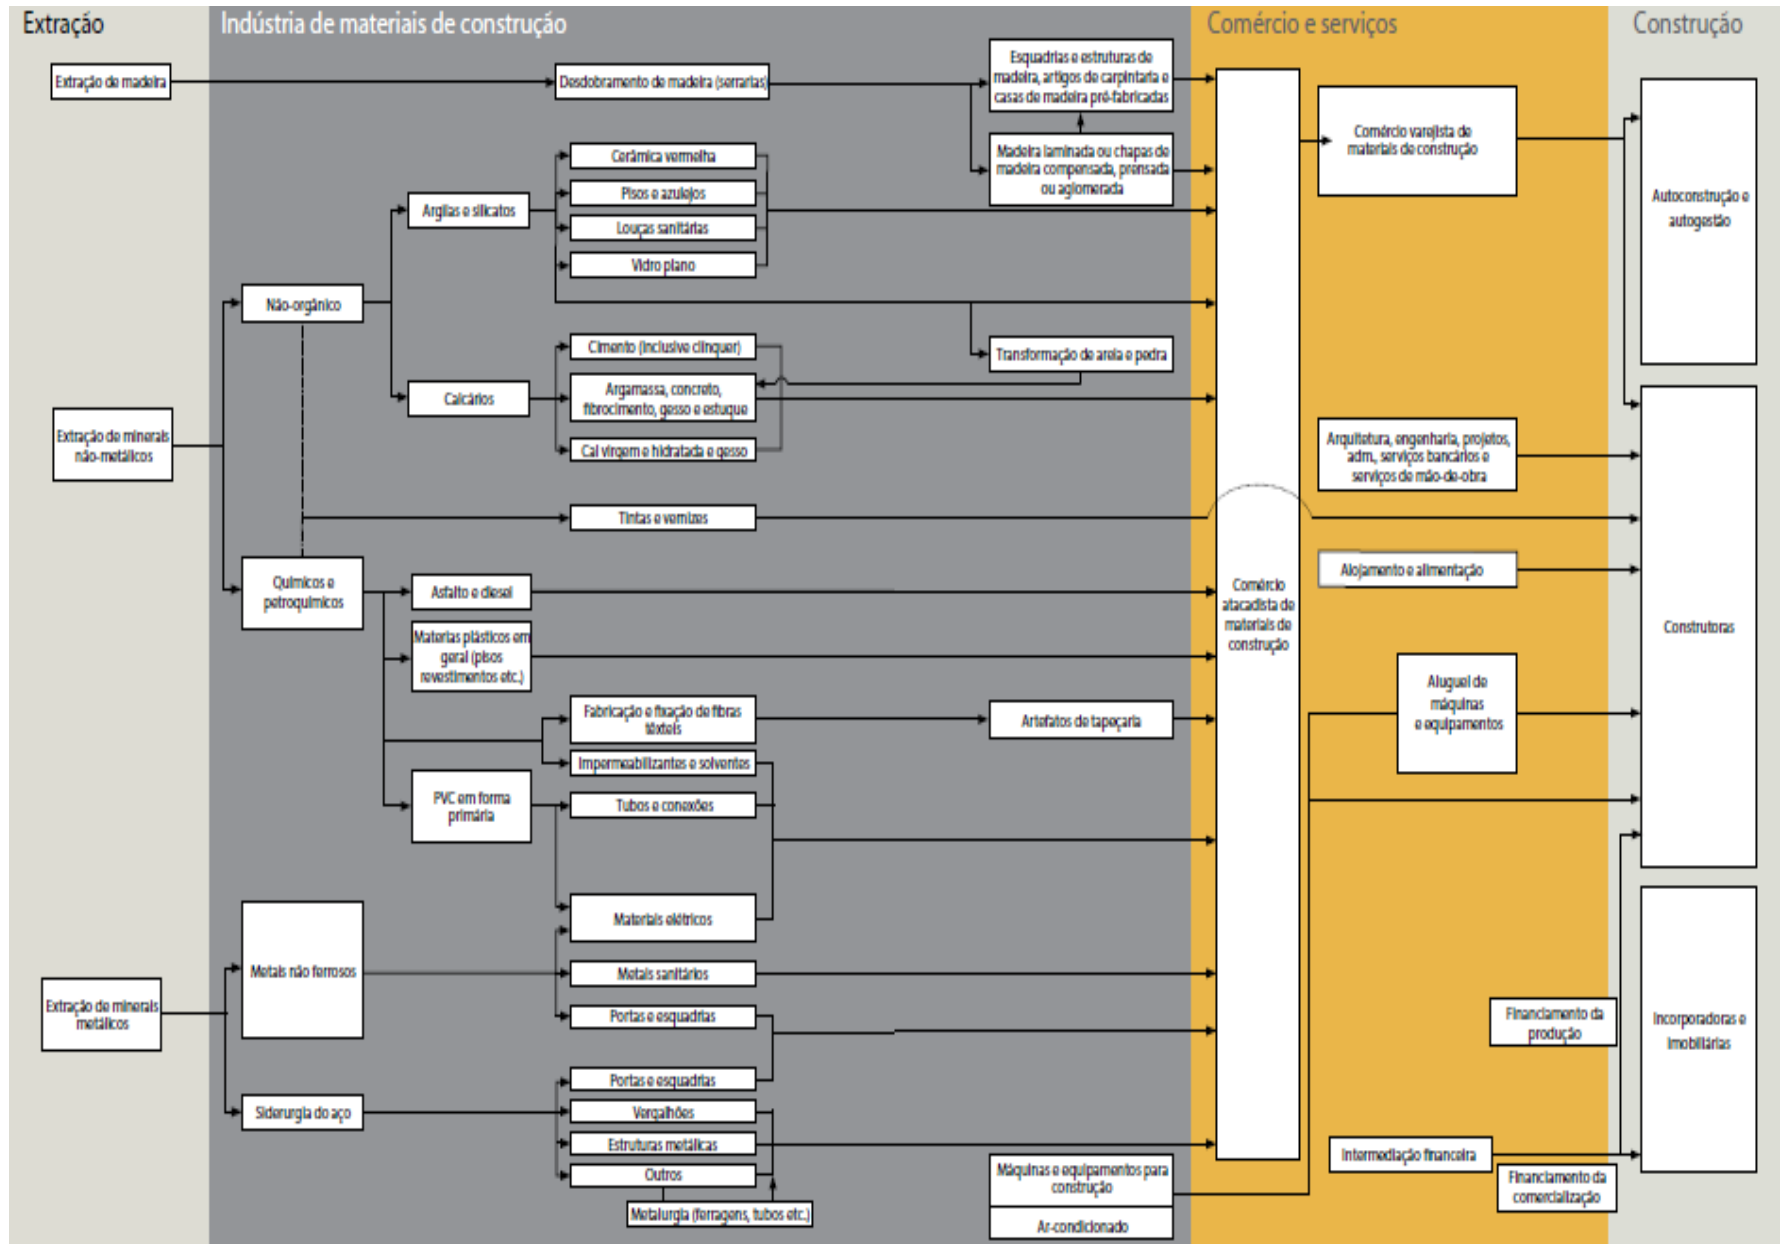 Extração
Indústria de materiais de construção
Comércio e serviços
Construção
Extração de madeira
Desdobramento de madeira (serrarias)
Esquadrias e estruturas de
madeira, artigos de carpintaria e
casas de madeira pré-fabricadas
Madeira laminada ou chapas de
madeira compensada, prensada
ou aglomerada
Comércio varejista de
materiais de construção
Autoconstrução e
autogestão
Cerâmica vermelha
Pisos e azulejos
Louças sanitárias
Vidro plano
Argilas e silicatos
Não-orgânico
Cimento (inclusive clínquer)
Argamassa, concreto,
fibrocimento, gesso e estuque
Cal virgem e hidratada e gesso
Calcários
Transformação de areia e pedra
Extração de minerais
não-metálicos
Arquitetura, engenharia, projetos,
adm., serviços bancários e
serviços de mão-de-obra
Tintas e vernizes
Químicos e
petroquímicos
Asfalto e diesel
Materias plásticos em
geral (pisos
revestimentos etc.)
Comércio
atacadista de
materiais de
construção
Alojamento e alimentação
Construtoras
Aluguel de
máquinas
e equipamentos
Fabricação e fixação de fibras
têxteis
Artefatos de tapeçaria
Impermeabilizantes e solventes
PVC em forma
primária
Tubos e conexões
Materiais elétricos
Metais não ferrosos
Metais sanitários
Portas e esquadrias
Extração de minerais
metálicos
Financiamento da
produção
Incorporadoras e
imobiliárias
Portas e esquadrias
Siderurgia do aço
Vergalhões
Estruturas metálicas
Outros
Metalurgia (ferragens, tubos etc.)
Máquinas e equipamentos para
construção
Ar-condicionado
Intermediação financeira
Financiamento da
comercialização